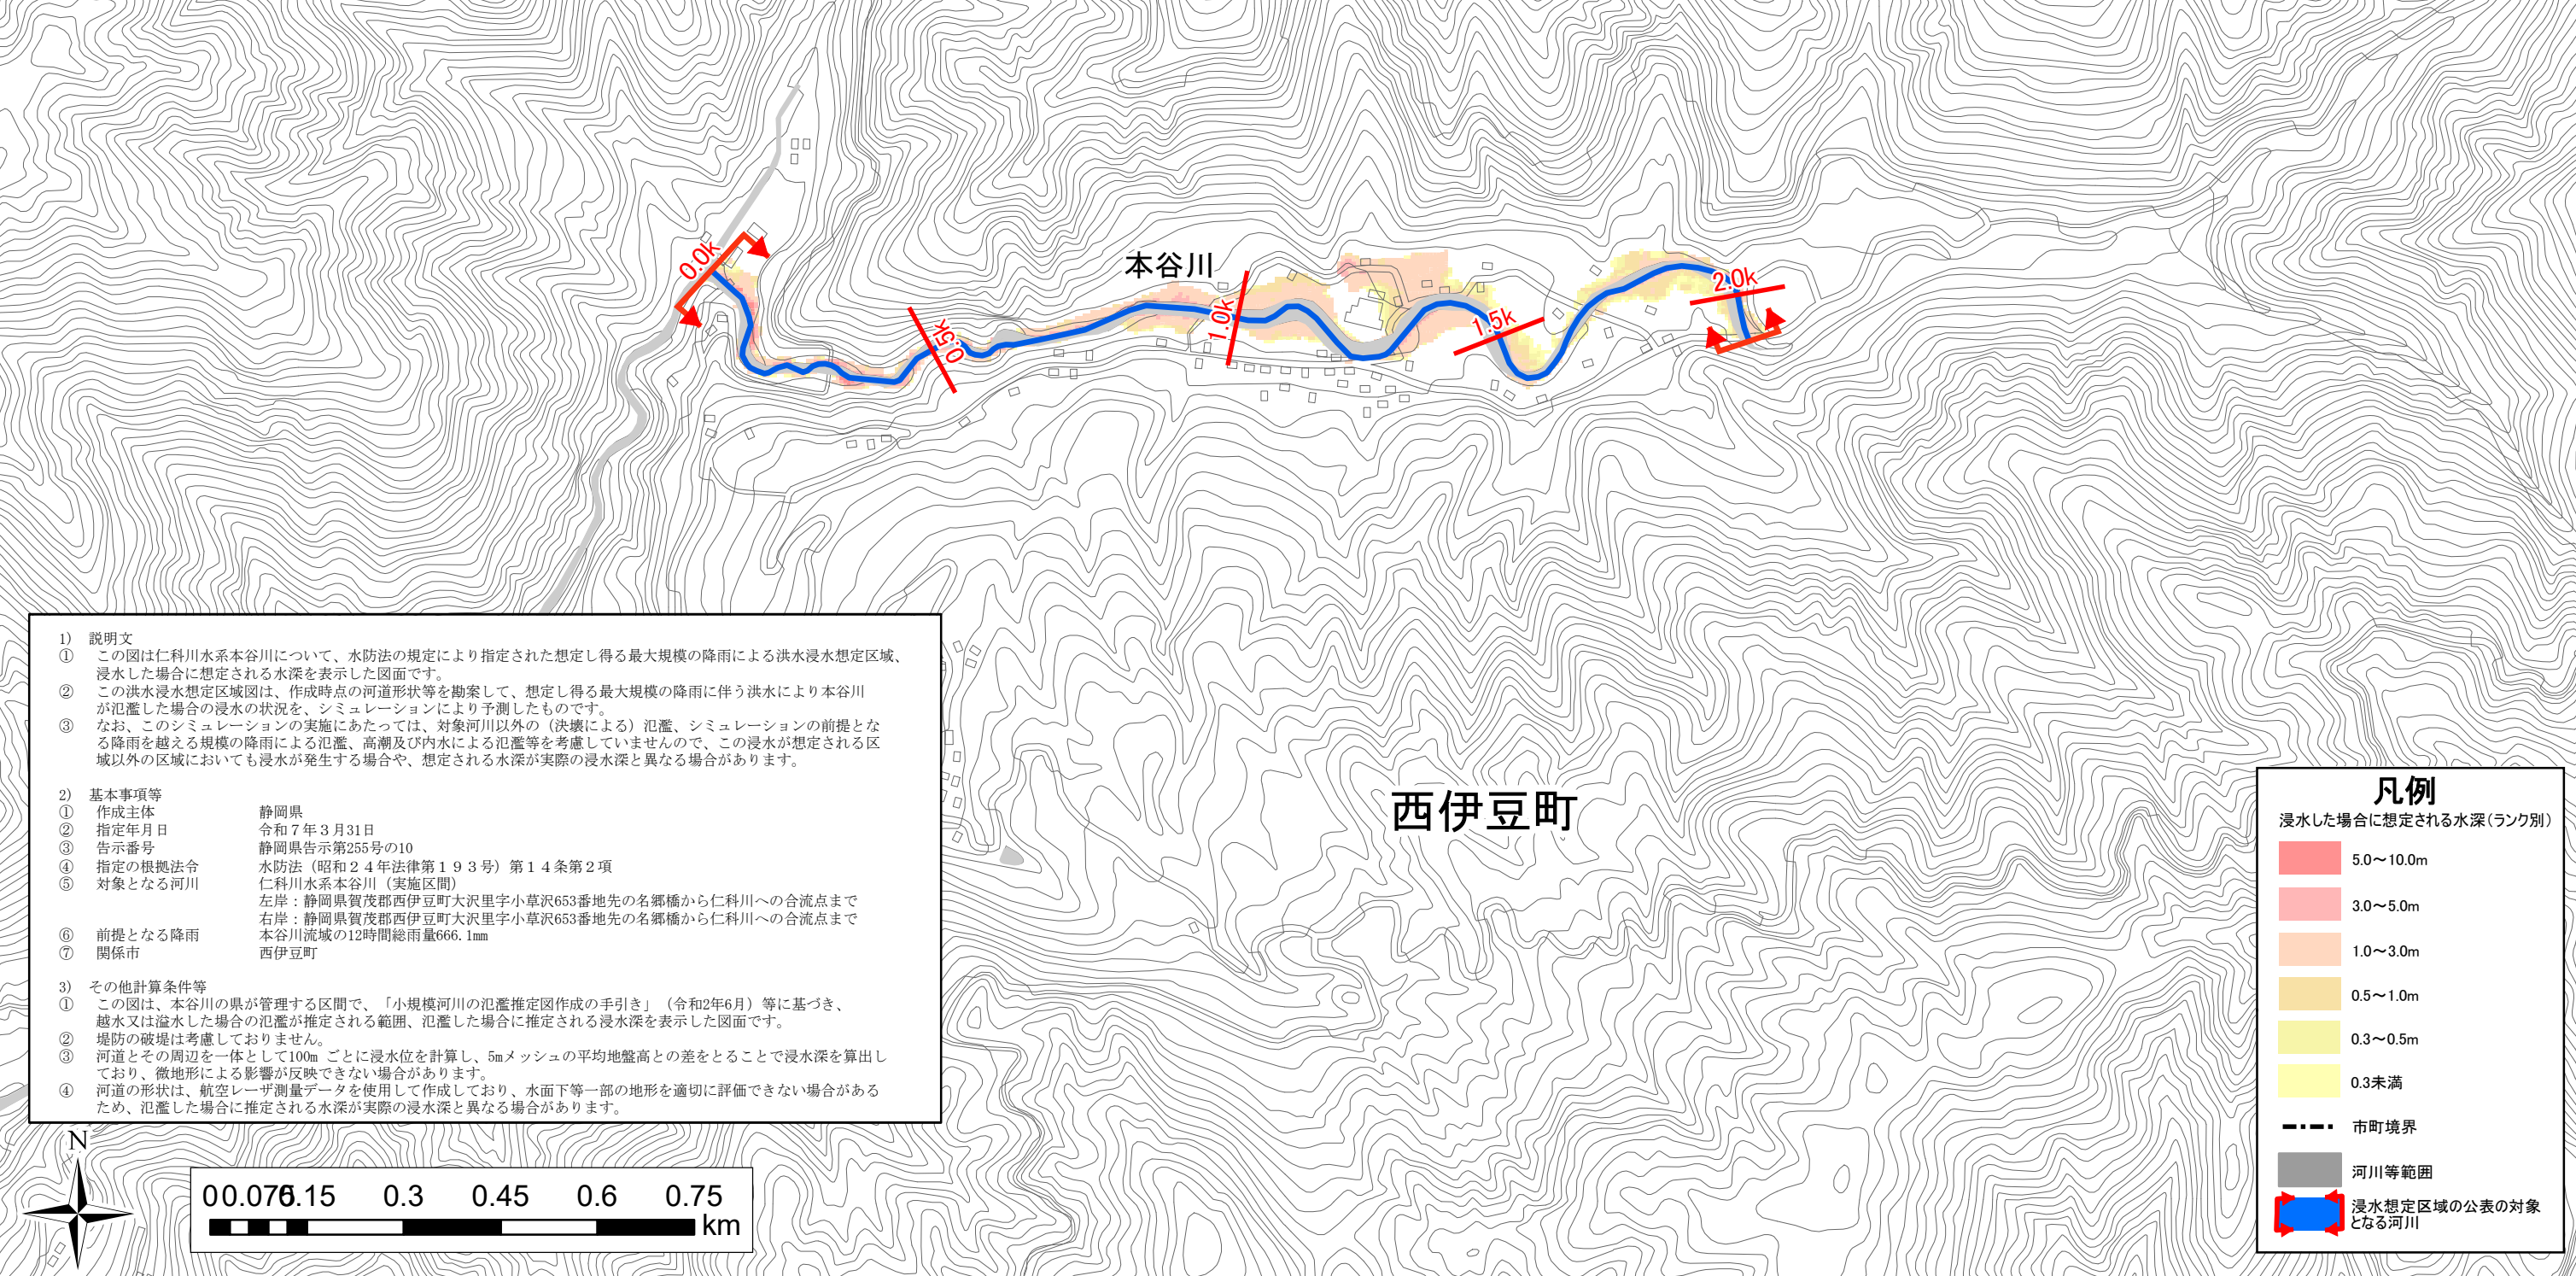 0.0k
0.5k
本谷川
1.0k
1.5k
2.0k
西伊豆町
1) 説明文
① この図は仁科川水系本谷川について、水防法の規定により指定された想定し得る最大規模の降雨による洪水浸水想定区域、
浸水した場合に想定される水深を表示した図面です。
② この洪水浸水想定区域図は、作成時点の河道形状等を勘案して、想定し得る最大規模の降雨に伴う洪水により本谷川
が氾濫した場合の浸水の状況を、シミュレーションにより予測したものです。
③ なお、このシミュレーションの実施にあたっては、対象河川以外の（決壊による）氾濫、シミュレーションの前提とな
る降雨を越える規模の降雨による氾濫、高潮及び内水による氾濫等を考慮していませんので、この浸水が想定される区
域以外の区域においても浸水が発生する場合や、想定される水深が実際の浸水深と異なる場合があります。
2) 基本事項等
① 作成主体 静岡県
② 指定年月日 令和７年３月31日
③ 告示番号 静岡県告示第255号の10
④ 指定の根拠法令 水防法（昭和２４年法律第１９３号）第１４条第２項
⑤ 対象となる河川 仁科川水系本谷川（実施区間）
左岸：静岡県賀茂郡西伊豆町大沢里字小草沢653番地先の名郷橋から仁科川への合流点まで
右岸：静岡県賀茂郡西伊豆町大沢里字小草沢653番地先の名郷橋から仁科川への合流点まで
⑥ 前提となる降雨 本谷川流域の12時間総雨量666.1mm
⑦ 関係市 西伊豆町
3) その他計算条件等
① この図は、本谷川の県が管理する区間で、「小規模河川の氾濫推定図作成の手引き」（令和2年6月）等に基づき、
越水又は溢水した場合の氾濫が推定される範囲、氾濫した場合に推定される浸水深を表示した図面です。
② 堤防の破堤は考慮しておりません。
③ 河道とその周辺を一体として100m ごとに浸水位を計算し、5mメッシュの平均地盤高との差をとることで浸水深を算出し
ており、微地形による影響が反映できない場合があります。
④ 河道の形状は、航空レーザ測量データを使用して作成しており、水面下等一部の地形を適切に評価できない場合がある
ため、氾濫した場合に推定される水深が実際の浸水深と異なる場合があります。
N
0 0.075 0.15 0.3 0.45 0.6 0.75
km
凡例
浸水した場合に想定される水深（ランク別）
5.0～10.0m
3.0～5.0m
1.0～3.0m
0.5～1.0m
0.3～0.5m
0.3未満
市町境界
河川等範囲
浸水想定区域の公表の対象
となる河川